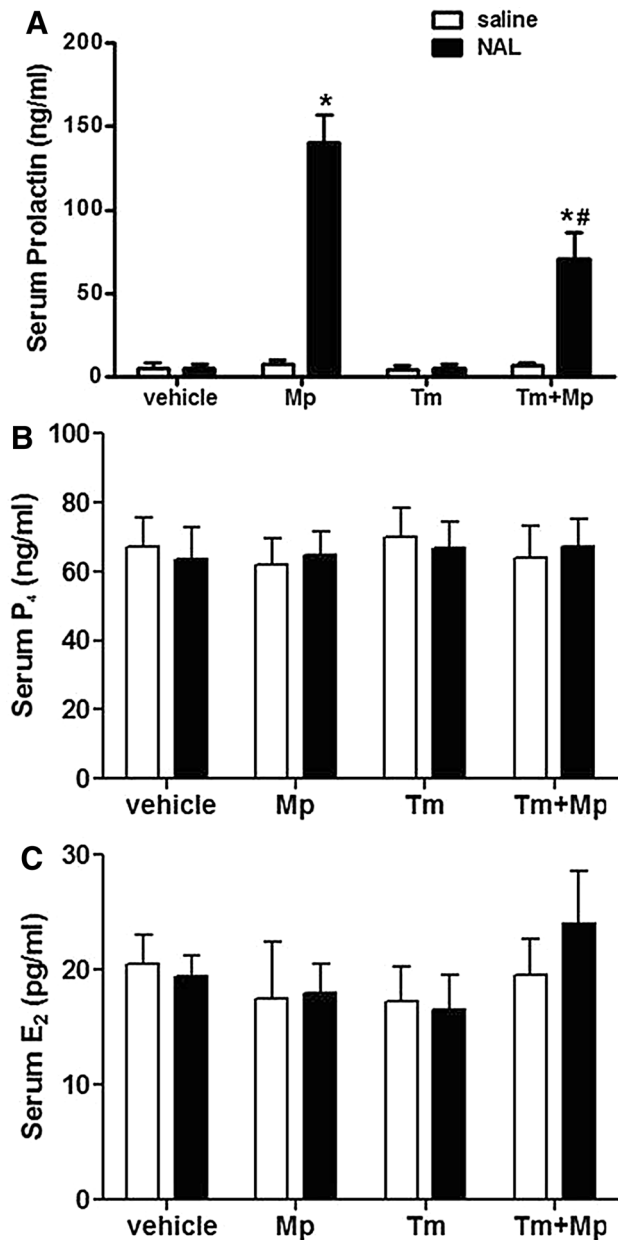 A
saline
NAL
Serum Prolactin (ng/ml)
200
150
100
50
0
*
*#
vehicle Mp Tm Tm+Mp
B
Serum P₄ (ng/ml)
100
80
60
40
20
0
vehicle Mp Tm Tm+Mp
C
Serum E₂ (pg/ml)
30
20
10
0
vehicle Mp Tm Tm+Mp